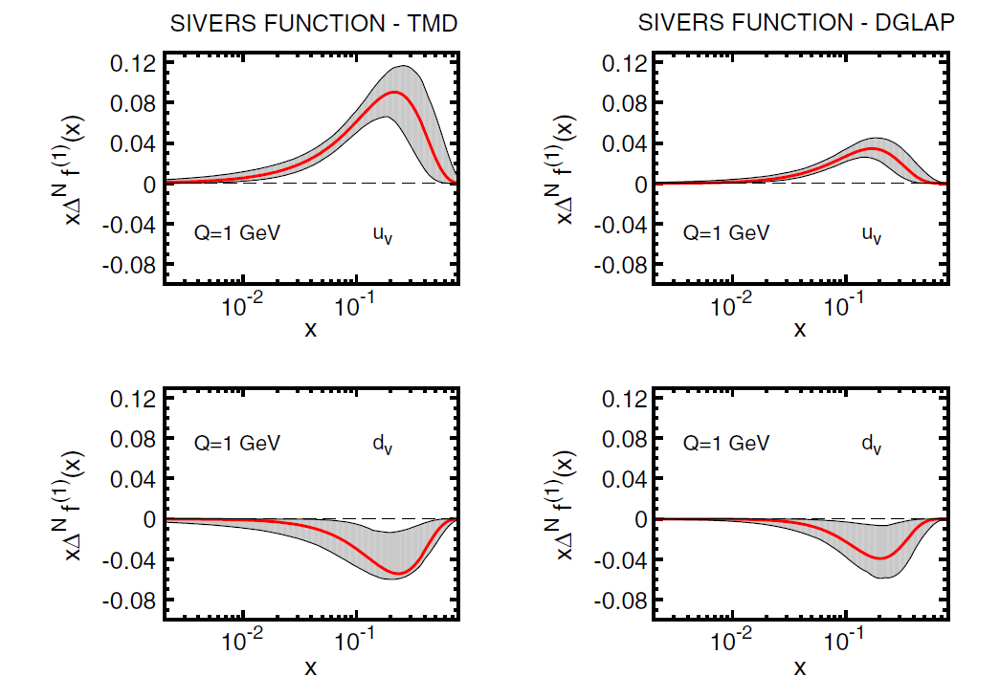 SIVERS FUNCTION - TMD
0.12
0.08
0.04
0
-0.04
-0.08
x∆ᴺ f⁽¹⁾(x)
Q=1 GeV
uᵥ
10⁻² 10⁻¹
x
SIVERS FUNCTION - DGLAP
0.12
0.08
0.04
0
-0.04
-0.08
x∆ᴺ f⁽¹⁾(x)
Q=1 GeV
uᵥ
10⁻² 10⁻¹
x
0.12
0.08
0.04
0
-0.04
-0.08
x∆ᴺ f⁽¹⁾(x)
Q=1 GeV
dᵥ
10⁻² 10⁻¹
x
0.12
0.08
0.04
0
-0.04
-0.08
x∆ᴺ f⁽¹⁾(x)
Q=1 GeV
dᵥ
10⁻² 10⁻¹
x